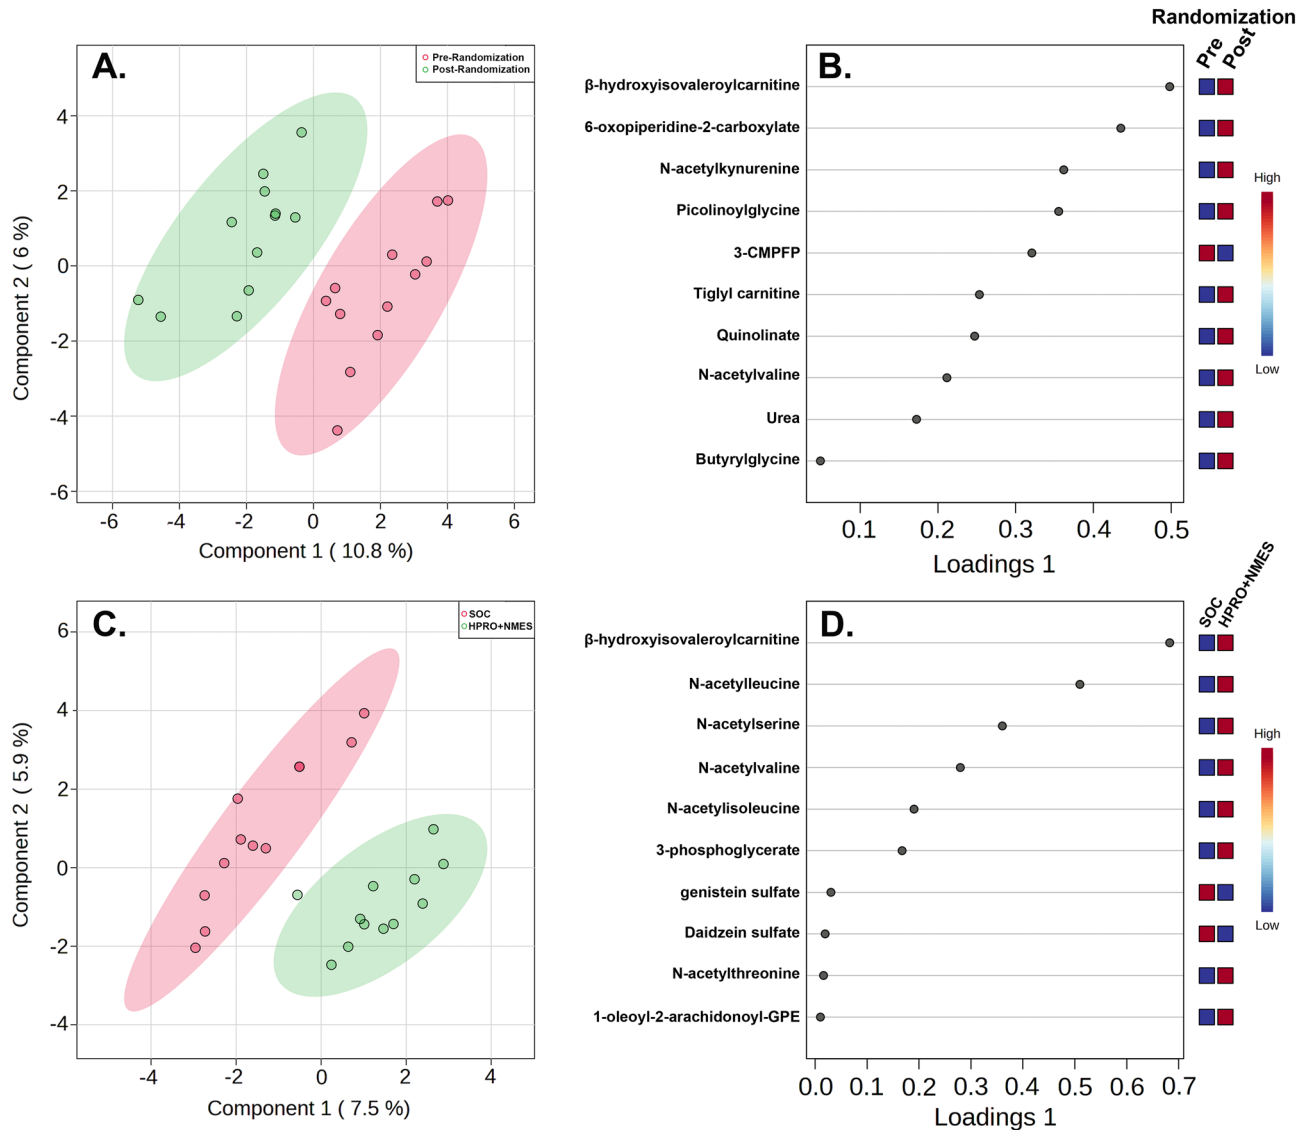 A.
Pre-Randomization
Post-Randomization
4
2
0
-2
-4
-6
Component 2 ( 6 %)
-6 -4 -2 0 2 4 6
Component 1 ( 10.8 %)
B.
Randomization
Pre Post
β-hydroxyisovaleroylcarnitine
6-oxopiperidine-2-carboxylate
N-acetylkynurenine
Picolinoylglycine
3-CMPFP
Tiglyl carnitine
Quinolinate
N-acetylvaline
Urea
Butyrylglycine
High
Low
0.1 0.2 0.3 0.4 0.5
Loadings 1
C.
SOC
HPRO+NMES
6
4
2
0
-2
-4
Component 2 ( 5.9 %)
-4 -2 0 2 4
Component 1 ( 7.5 %)
D.
SOC HPRO+NMES
β-hydroxyisovaleroylcarnitine
N-acetylleucine
N-acetylserine
N-acetylvaline
N-acetylisoleucine
3-phosphoglycerate
genistein sulfate
Daidzein sulfate
N-acetylthreonine
1-oleoyl-2-arachidonoyl-GPE
High
Low
0.0 0.1 0.2 0.3 0.4 0.5 0.6 0.7
Loadings 1